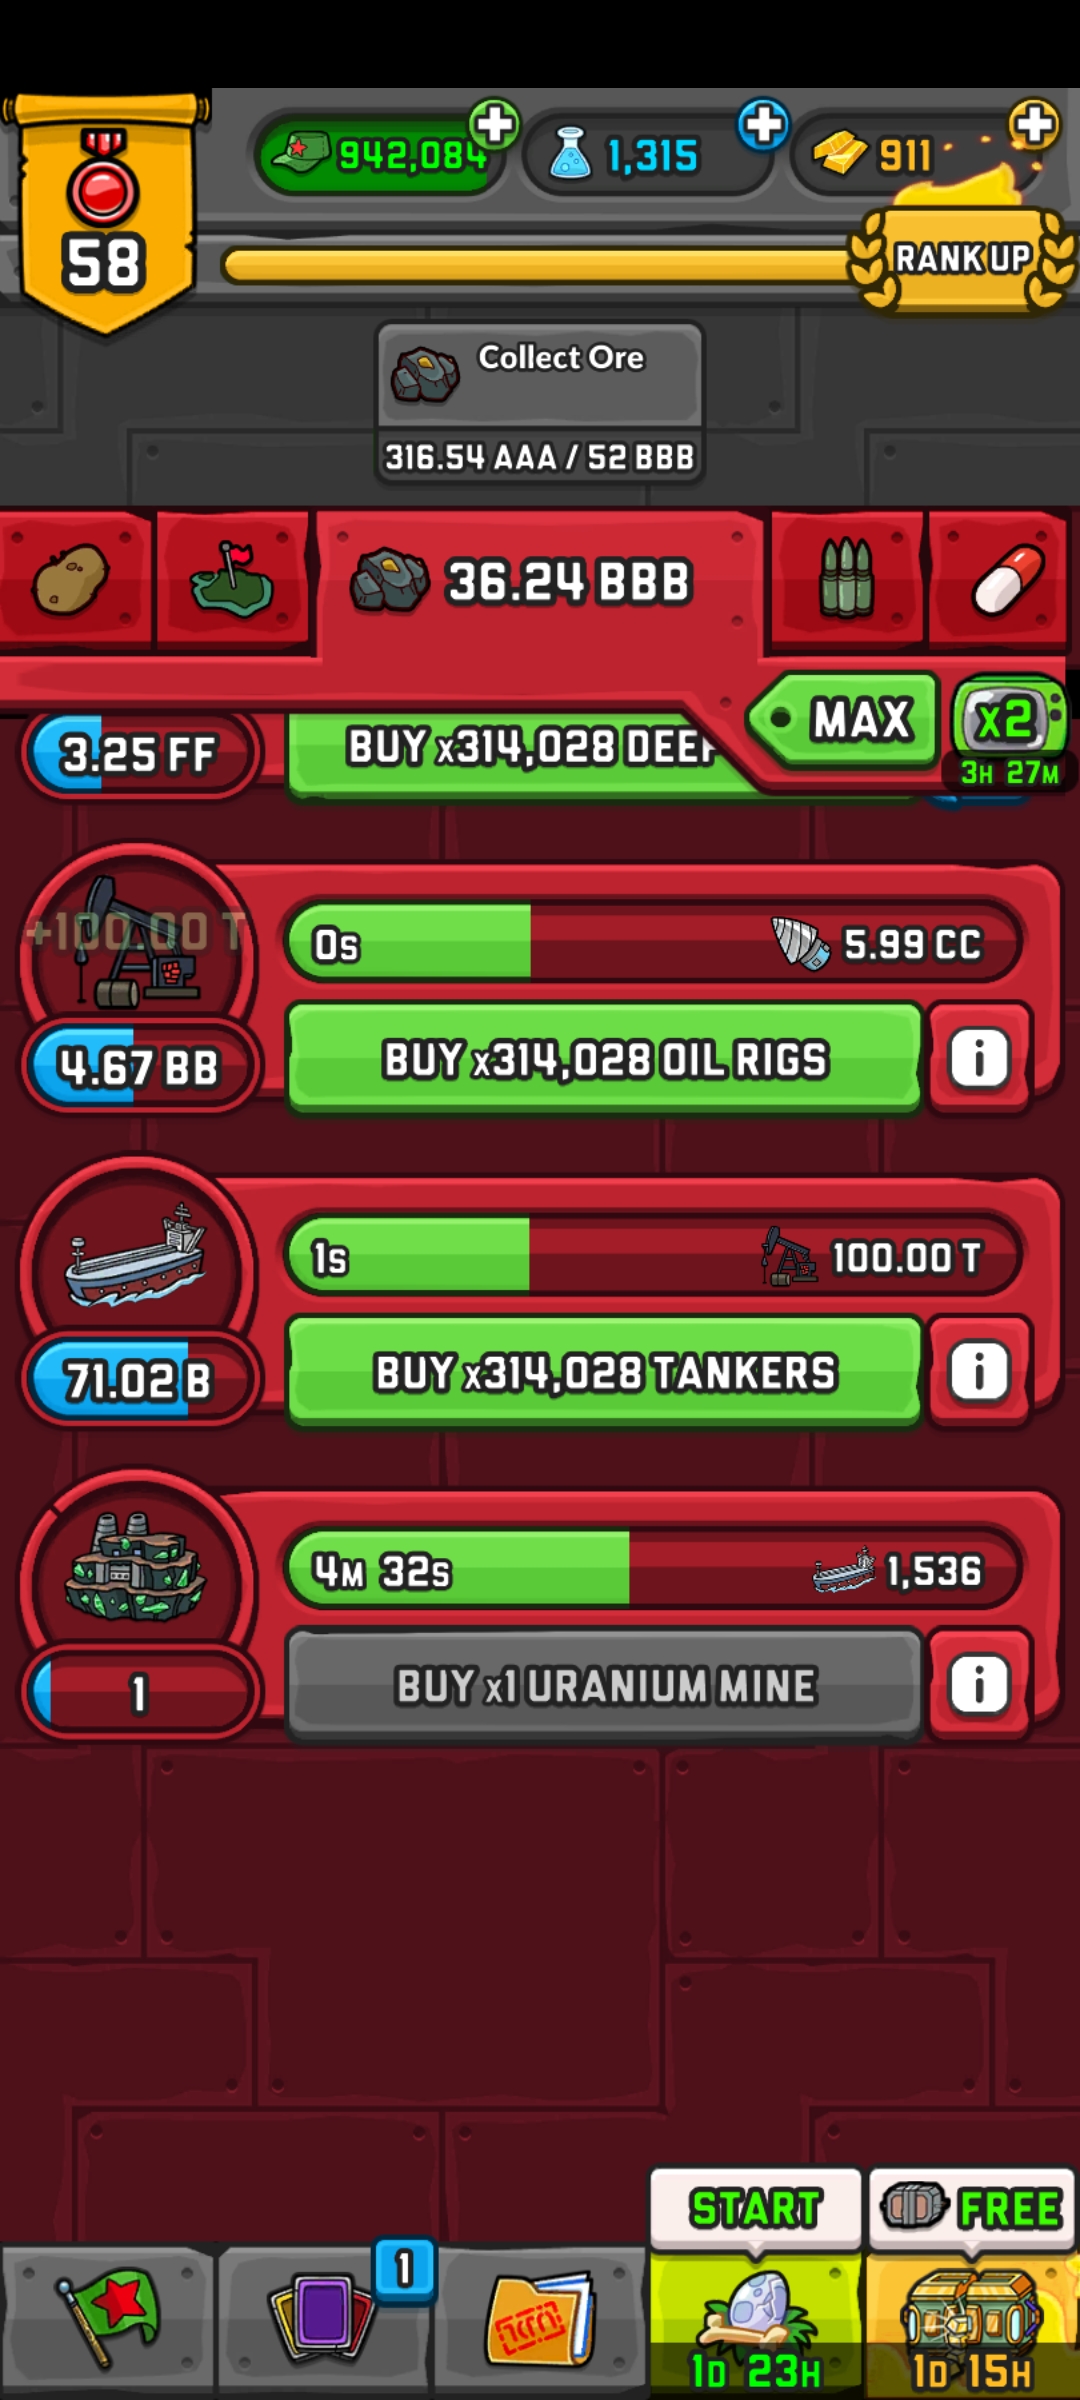 942,084
1,315
911
58
RANK UP
Collect Ore
316.54 AAA / 52 BBB
36.24 BBB
MAX
x2
3H 27M
3.25 FF
BUY x314,028 DEEP
+100.00 T
0s
5.99 CC
4.67 BB
BUY x314,028 OIL RIGS
i
1s
100.00 T
71.02 B
BUY x314,028 TANKERS
i
4M 32s
1,536
1
BUY x1 URANIUM MINE
i
START
FREE
1
1D 23H
1D 15H